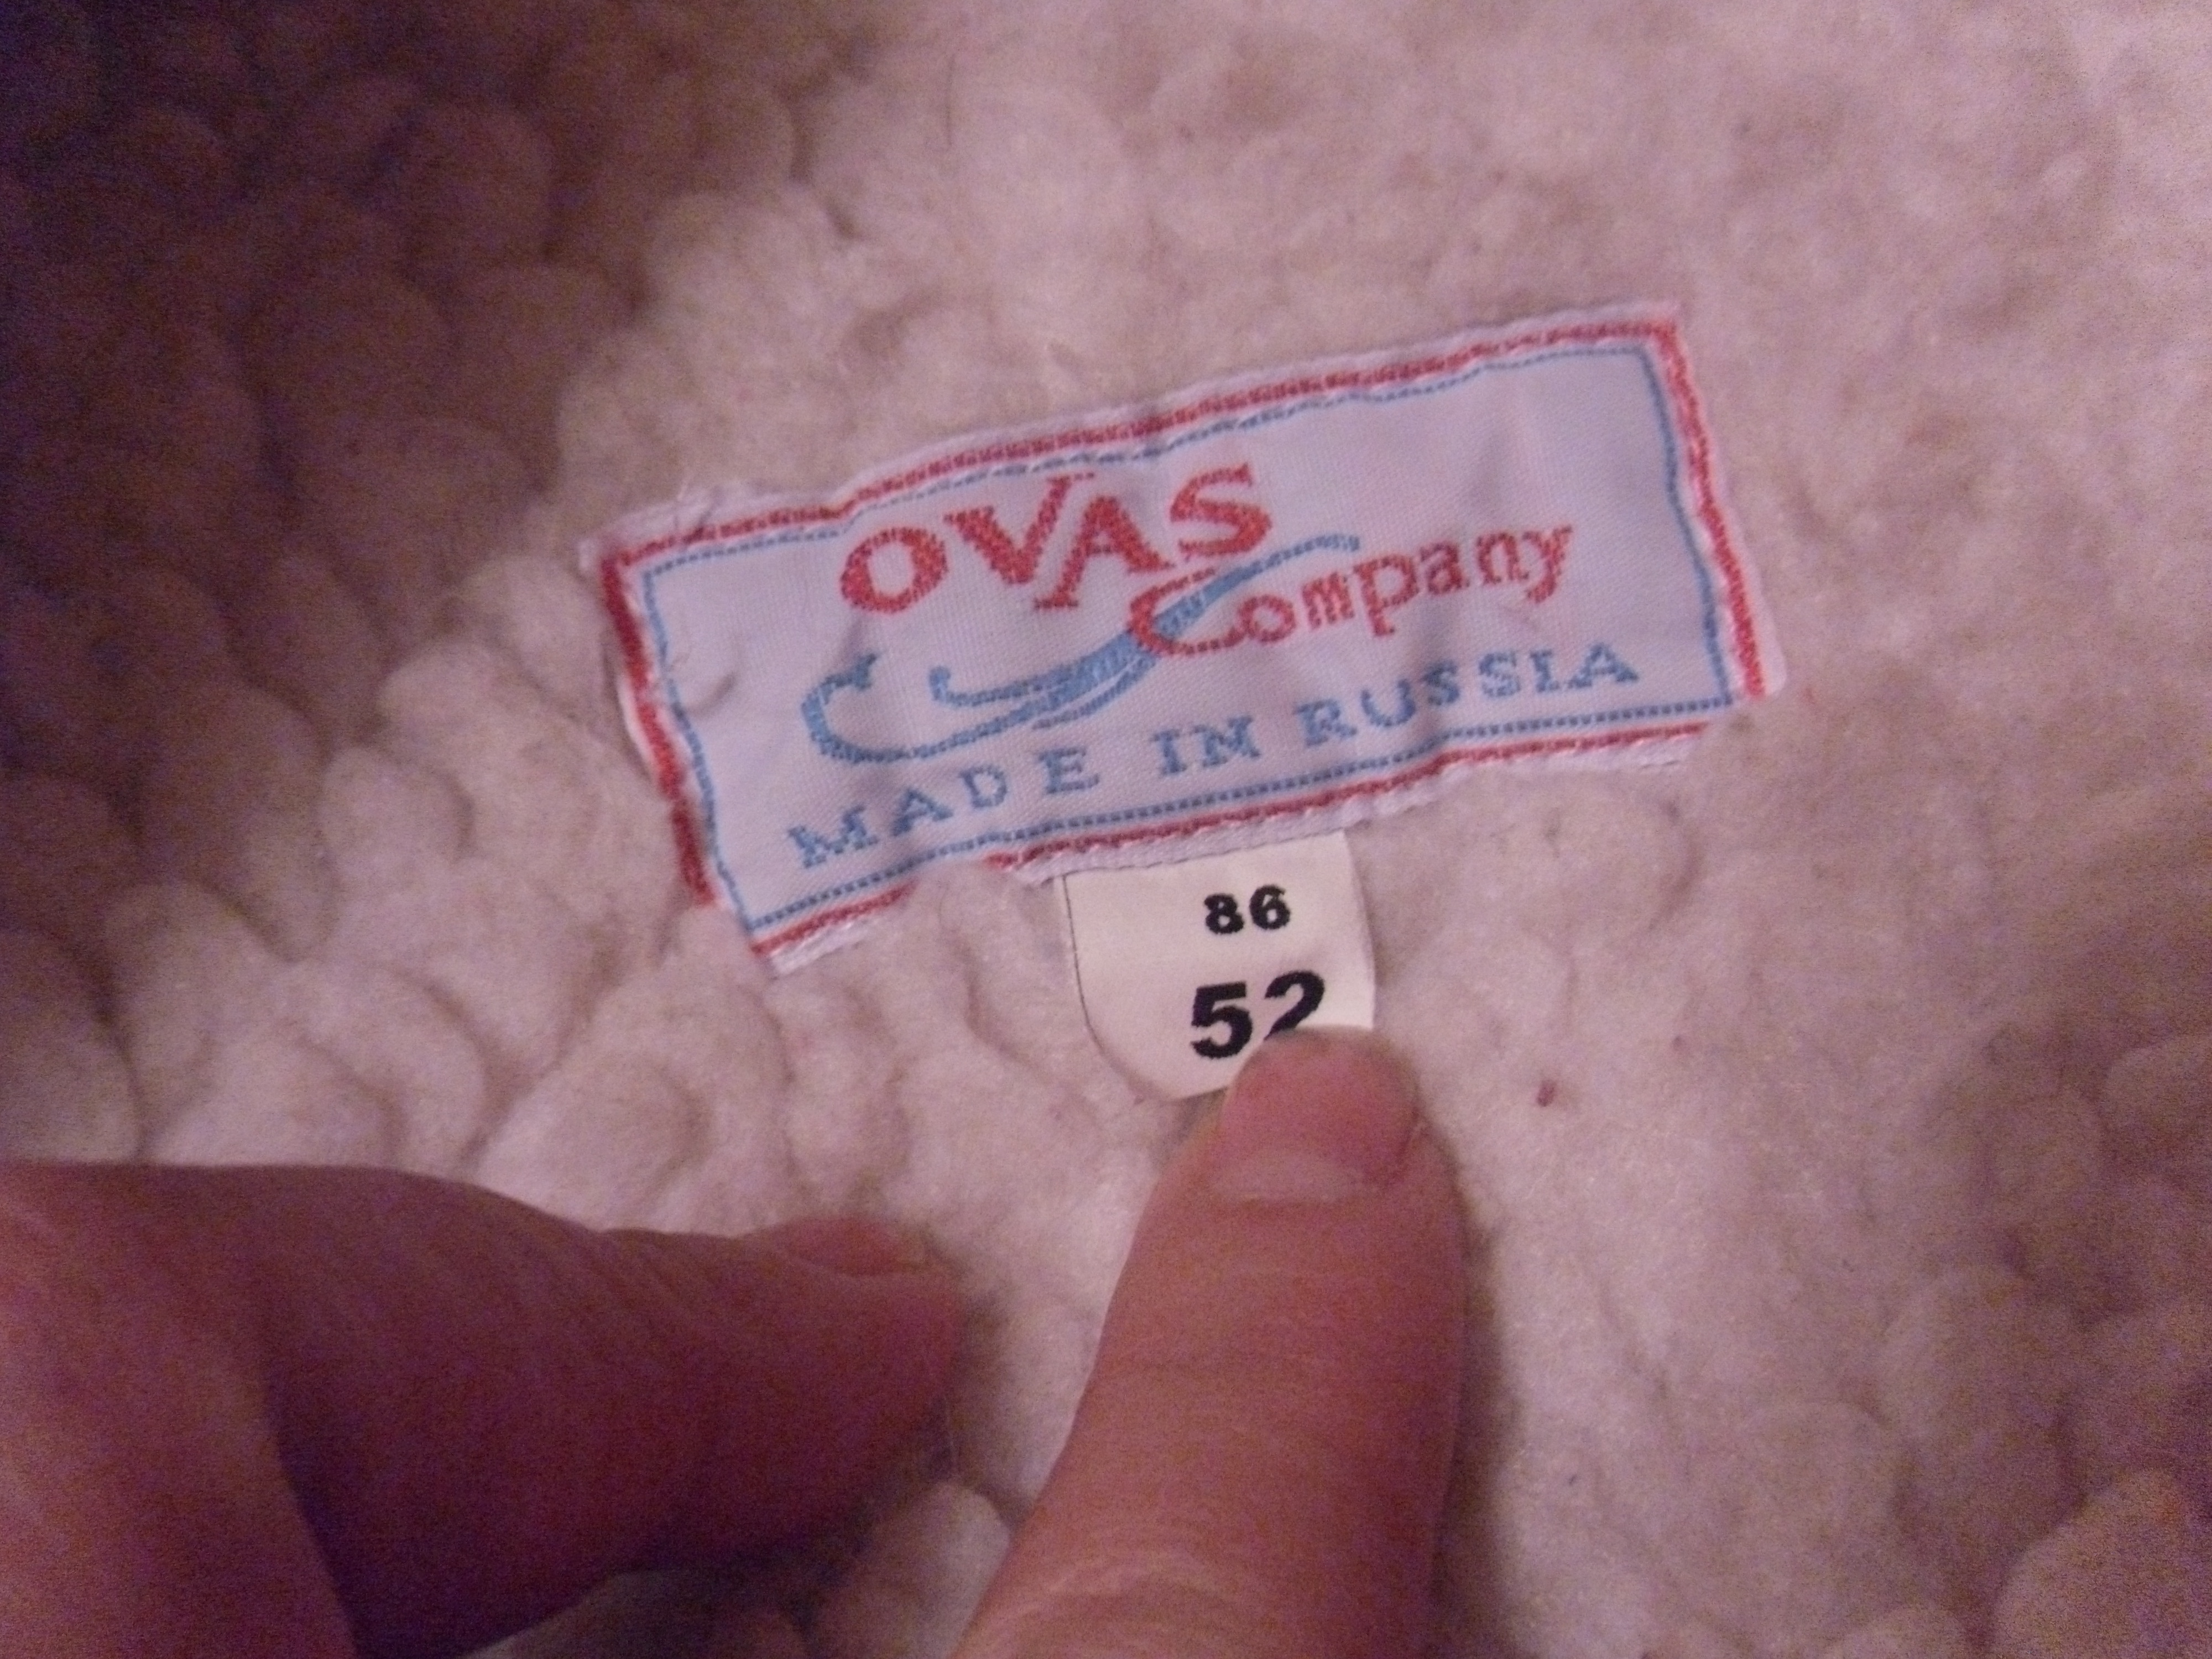 OVAS
Company
MADE IN RUSSIA
86
52